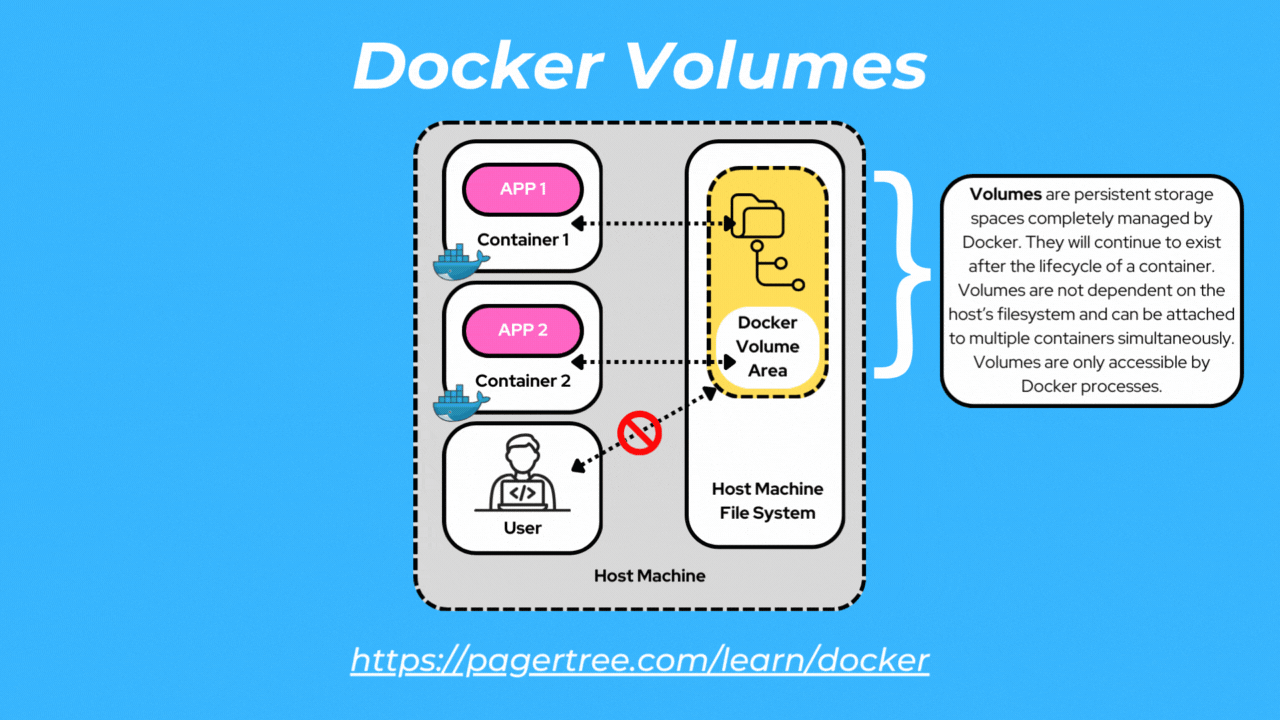 Docker Volumes
APP 1
Container 1
APP 2
Container 2
</>
User
Docker
Volume
Area
Host Machine
File System
Host Machine
Volumes are persistent storage
spaces completely managed by
Docker. They will continue to exist
after the lifecycle of a container.
Volumes are not dependent on the
host’s filesystem and can be attached
to multiple containers simultaneously.
Volumes are only accessible by
Docker processes.
https://pagertree.com/learn/docker